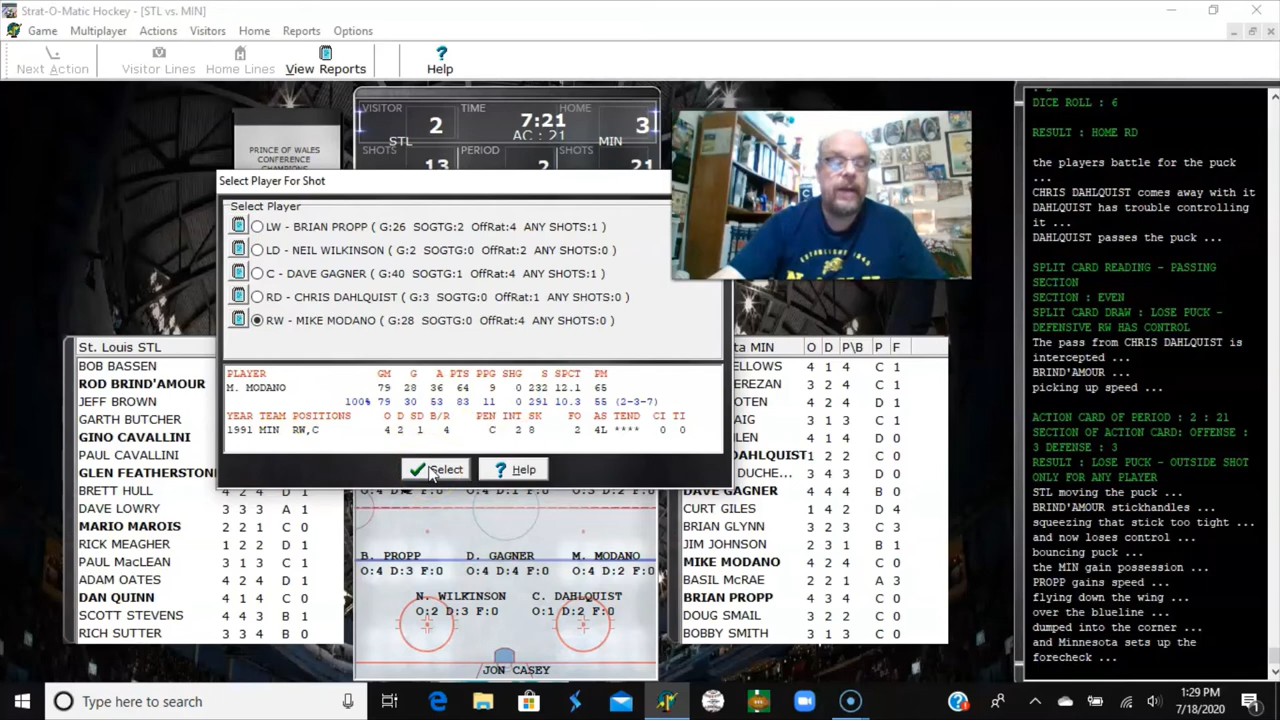 Strat-O-Matic Hockey - [STL vs. MIN]
Game Multiplayer Actions Visitors Home Reports Options
Next Action Visitor Lines Home Lines View Reports Help
VISITOR TIME HOME
2 7:21 3
STL AC : 21 MIN
SHOTS PERIOD SHOTS
13 2 21
PRINCE OF WALES
CONFERENCE
CHAMPIONS
Select Player For Shot
Select Player
LW - BRIAN PROPP ( G:26 SOGTG:2 OffRat:4 ANY SHOTS:1 )
LD - NEIL WILKINSON ( G:2 SOGTG:0 OffRat:2 ANY SHOTS:0 )
C - DAVE GAGNER ( G:40 SOGTG:1 OffRat:4 ANY SHOTS:1 )
RD - CHRIS DAHLQUIST ( G:3 SOGTG:0 OffRat:1 ANY SHOTS:0 )
RW - MIKE MODANO ( G:28 SOGTG:0 OffRat:4 ANY SHOTS:0 )
PLAYER GM G A PTS PPG SHG S SPCT PM
M. MODANO 79 28 36 64 9 0 232 12.1 65
100% 79 30 53 83 11 0 291 10.3 55 (2-3-7)
YEAR TEAM POSITIONS O D SD B/R PEN INT SK FO AS TEND CI TI
1991 MIN RW,C 4 2 1 4 C 2 8 2 4L **** 0 0
Select Help
St. Louis STL
BOB BASSEN
ROD BRIND'AMOUR
JEFF BROWN
GARTH BUTCHER
GINO CAVALLINI
PAUL CAVALLINI
GLEN FEATHERSTON
BRETT HULL 4 4 2 D 1
DAVE LOWRY 3 3 3 A 1
MARIO MAROIS 2 2 1 C 0
RICK MEAGHER 1 2 2 D 1
PAUL MacLEAN 3 1 3 C 1
ADAM OATES 4 2 4 D 1
DAN QUINN 4 1 4 C 0
SCOTT STEVENS 4 4 4 B 0
RICH SUTTER 3 3 4 B 0
B. PROPP D. GAGNER M. MODANO
O:4 D:3 F:0 O:4 D:4 F:0 O:4 D:2 F:0
N. WILKINSON C. DAHLQUIST
O:2 D:3 F:0 O:1 D:2 F:0
JON CASEY
ta MIN O D P\B P F
ELLOWS 4 1 4 C 1
EREZAN 3 2 4 C 0
OTEN 4 2 3 C 0
AIG 3 1 3 C 0
LEN 4 1 4 D 0
DAHLQUIST 1 2 2 C 0
DUCHE... 3 4 3 D 0
DAVE GAGNER 4 4 4 B 0
CURT GILES 1 4 2 D 4
BRIAN GLYNN 3 2 3 C 3
JIM JOHNSON 2 3 1 B 1
MIKE MODANO 4 2 4 C 0
BASIL McRAE 2 2 1 A 3
BRIAN PROPP 4 3 4 C 0
DOUG SMAIL 3 2 2 C 0
BOBBY SMITH 3 1 3 C 0
DICE ROLL : 6
RESULT : HOME RD
the players battle for the puck
...
CHRIS DAHLQUIST comes away with it
DAHLQUIST has trouble controlling
it ...
DAHLQUIST passes the puck ...
SPLIT CARD READING - PASSING
SECTION
SECTION : EVEN
SPLIT CARD DRAW : LOSE PUCK -
DEFENSIVE RW HAS CONTROL
The pass from CHRIS DAHLQUIST is
intercepted ...
BRIND'AMOUR ...
picking up speed ...
ACTION CARD OF PERIOD : 2 : 21
SECTION OF ACTION CARD: OFFENSE :
3 DEFENSE : 3
RESULT : LOSE PUCK - OUTSIDE SHOT
ONLY FOR ANY PLAYER
STL moving the puck ...
BRIND'AMOUR stickhandles ...
squeezing that stick too tight ...
and now loses control ...
bouncing puck ...
the MIN gain possession ...
PROPP gains speed ...
flying down the wing ...
over the blueline ...
dumped into the corner ...
and Minnesota sets up the
forecheck ...
Type here to search
1:29 PM
7/18/2020